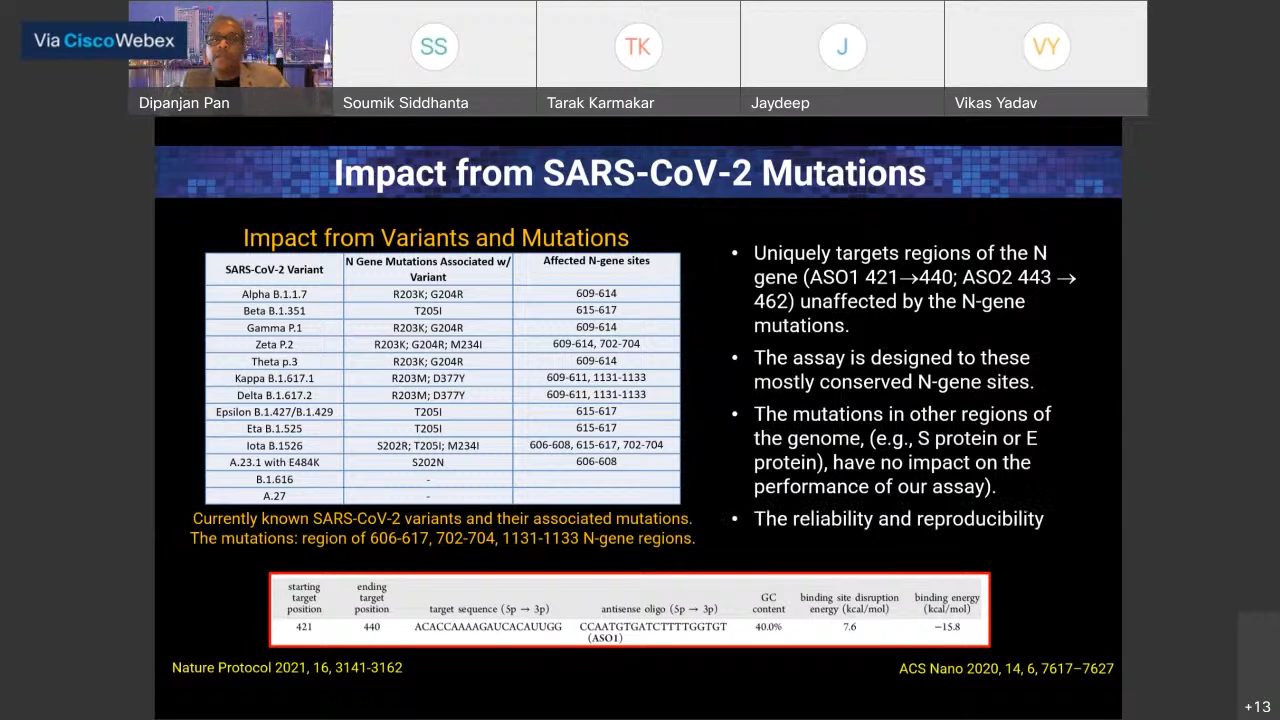 Via CiscoWebex
SS
TK
J
VY
Dipanjan Pan
Soumik Siddhanta
Tarak Karmakar
Jaydeep
Vikas Yadav
Impact from SARS-CoV-2 Mutations
Impact from Variants and Mutations
SARS-CoV-2 Variant | N Gene Mutations Associated w/ Variant | Affected N-gene sites
Alpha B.1.1.7 | R203K; G204R | 609-614
Beta B.1.351 | T205I | 615-617
Gamma P.1 | R203K; G204R | 609-614
Zeta P.2 | R203K; G204R; M234I | 609-614, 702-704
Theta p.3 | R203K; G204R | 609-614
Kappa B.1.617.1 | R203M; D377Y | 609-611, 1131-1133
Delta B.1.617.2 | R203M; D377Y | 609-611, 1131-1133
Epsilon B.1.427/B.1.429 | T205I | 615-617
Eta B.1.525 | T205I | 615-617
Iota B.1526 | S202R; T205I; M234I | 606-608, 615-617, 702-704
A.23.1 with E484K | S202N | 606-608
B.1.616 | -
A.27 | -
Currently known SARS-CoV-2 variants and their associated mutations.
The mutations: region of 606-617, 702-704, 1131-1133 N-gene regions.
• Uniquely targets regions of the N
gene (ASO1 421→440; ASO2 443 →
462) unaffected by the N-gene
mutations.
• The assay is designed to these
mostly conserved N-gene sites.
• The mutations in other regions of
the genome, (e.g., S protein or E
protein), have no impact on the
performance of our assay).
• The reliability and reproducibility
starting target position | ending target position | target sequence (5p → 3p) | antisense oligo (5p → 3p) | GC content | binding site disruption energy (kcal/mol) | binding energy (kcal/mol)
421 | 440 | ACACCAAAAGAUCACAUUGG | CCAATGTGATCTTTTGGTGT (ASO1) | 40.0% | 7.6 | −15.8
Nature Protocol 2021, 16, 3141-3162
ACS Nano 2020, 14, 6, 7617–7627
+13